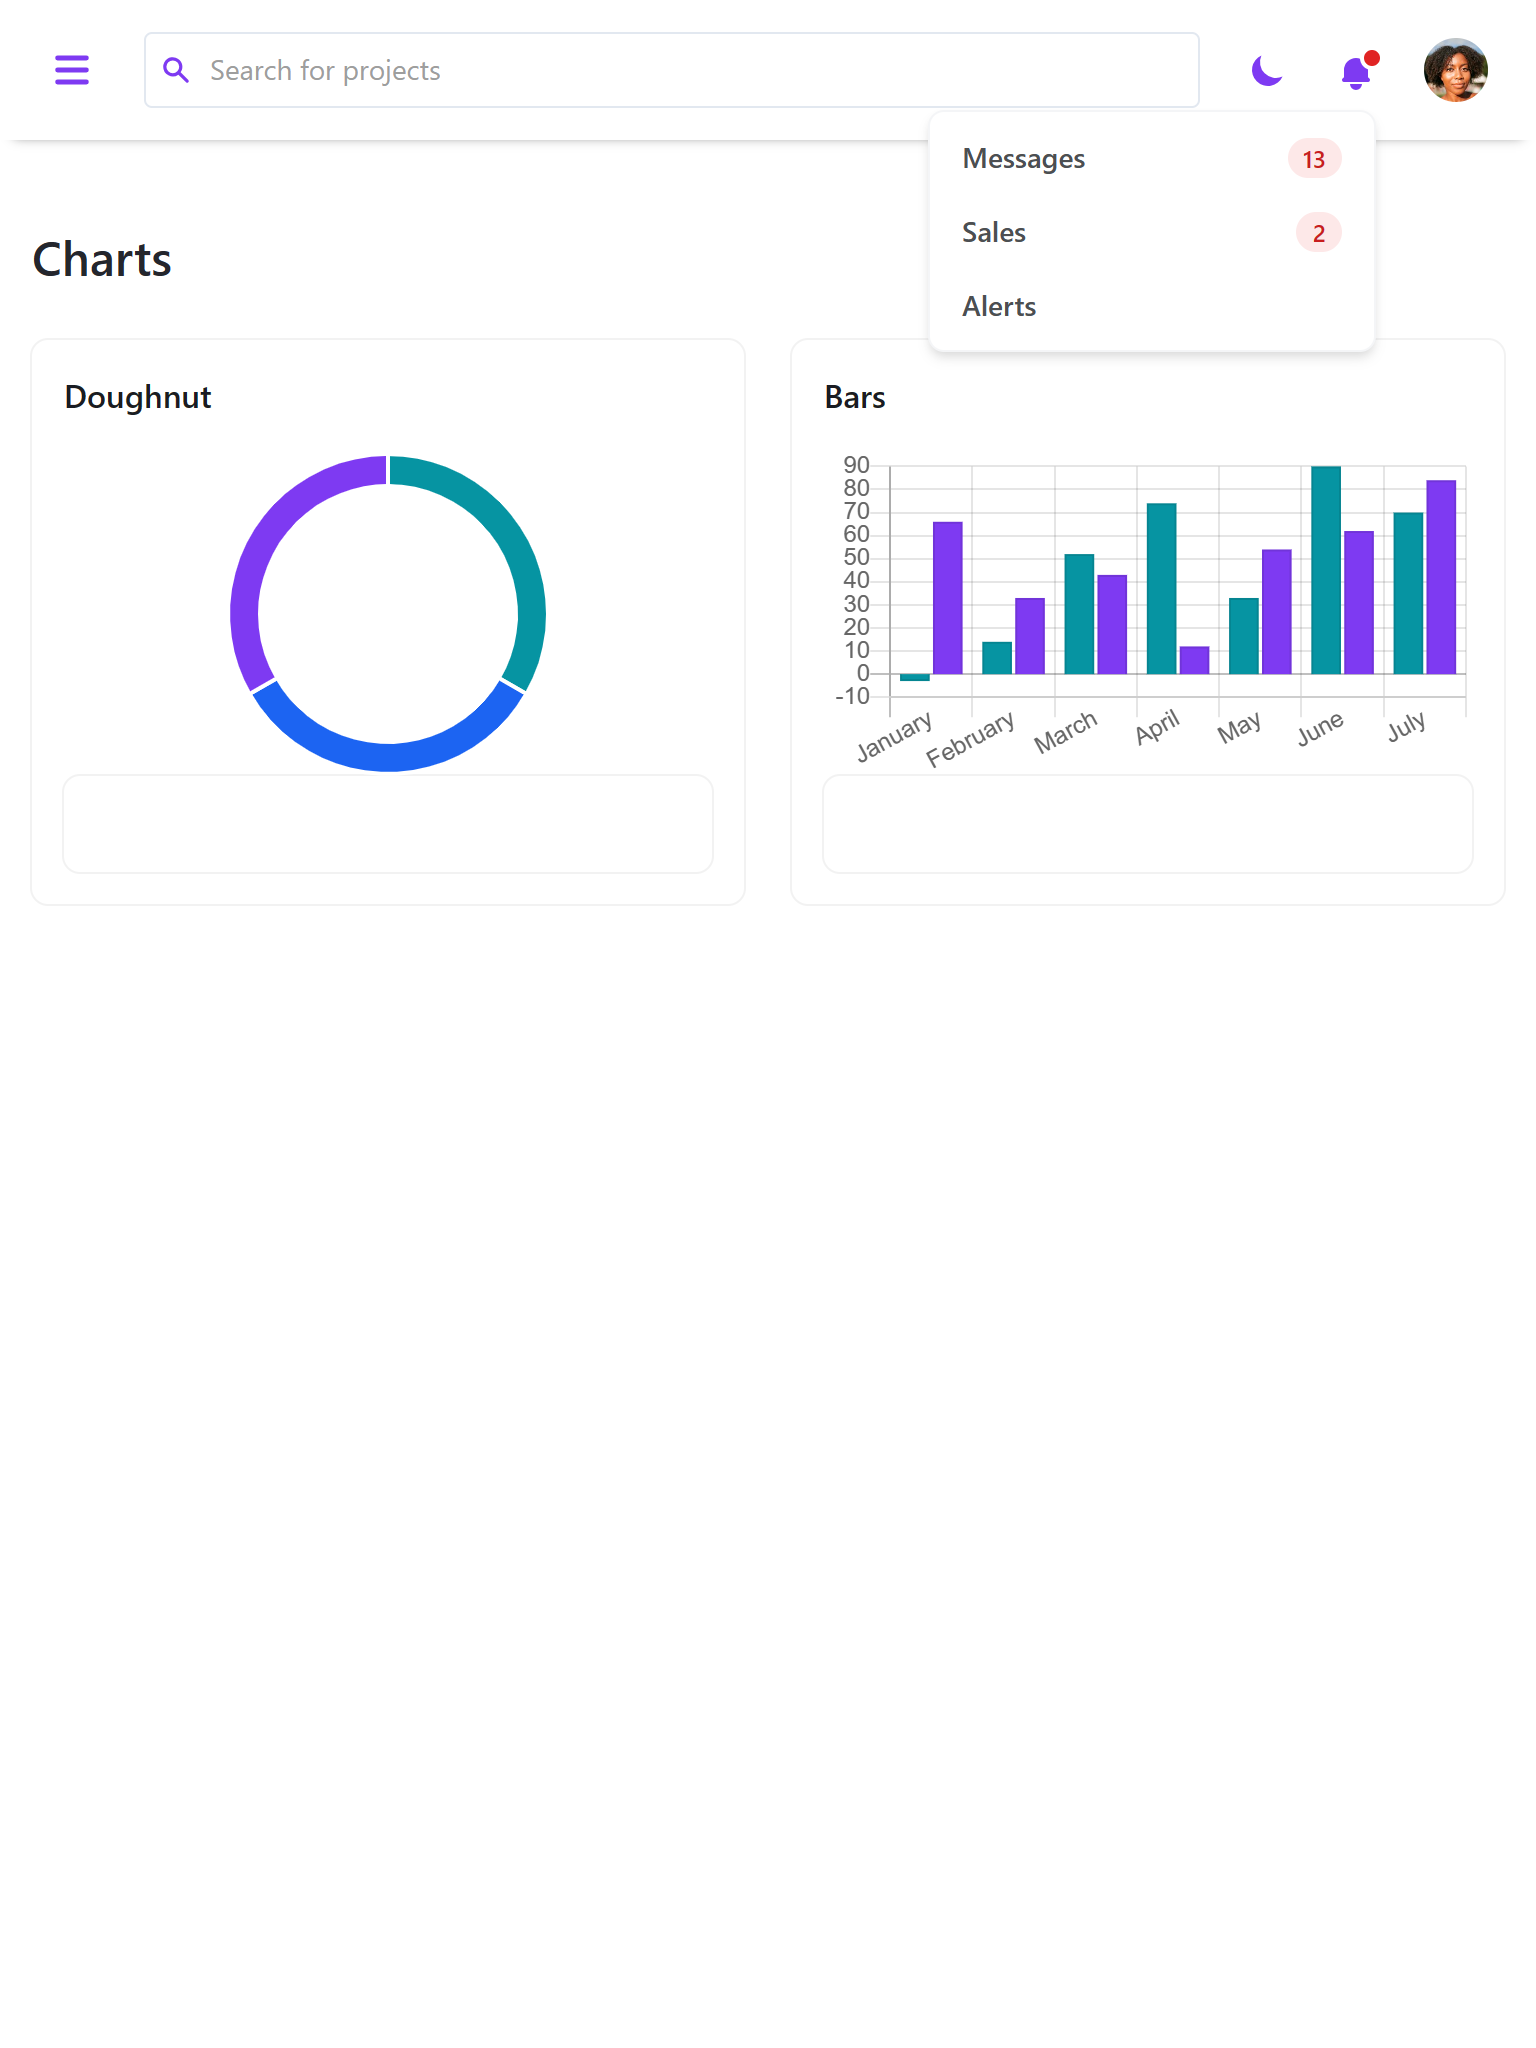 Search for projects
Messages 13
Sales 2
Alerts
Charts
Doughnut
Bars
90
80
70
60
50
40
30
20
10
0
-10
January February March April May June July